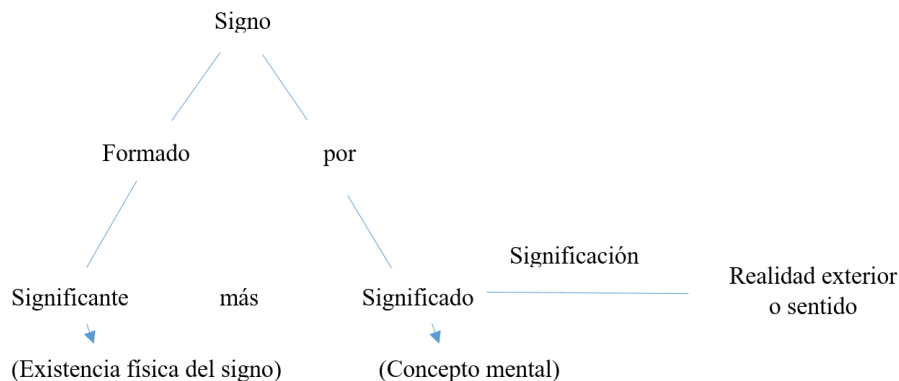 Signo
Formado por
Significación
Significante más Significado
Realidad exterior
o sentido
(Existencia física del signo) (Concepto mental)